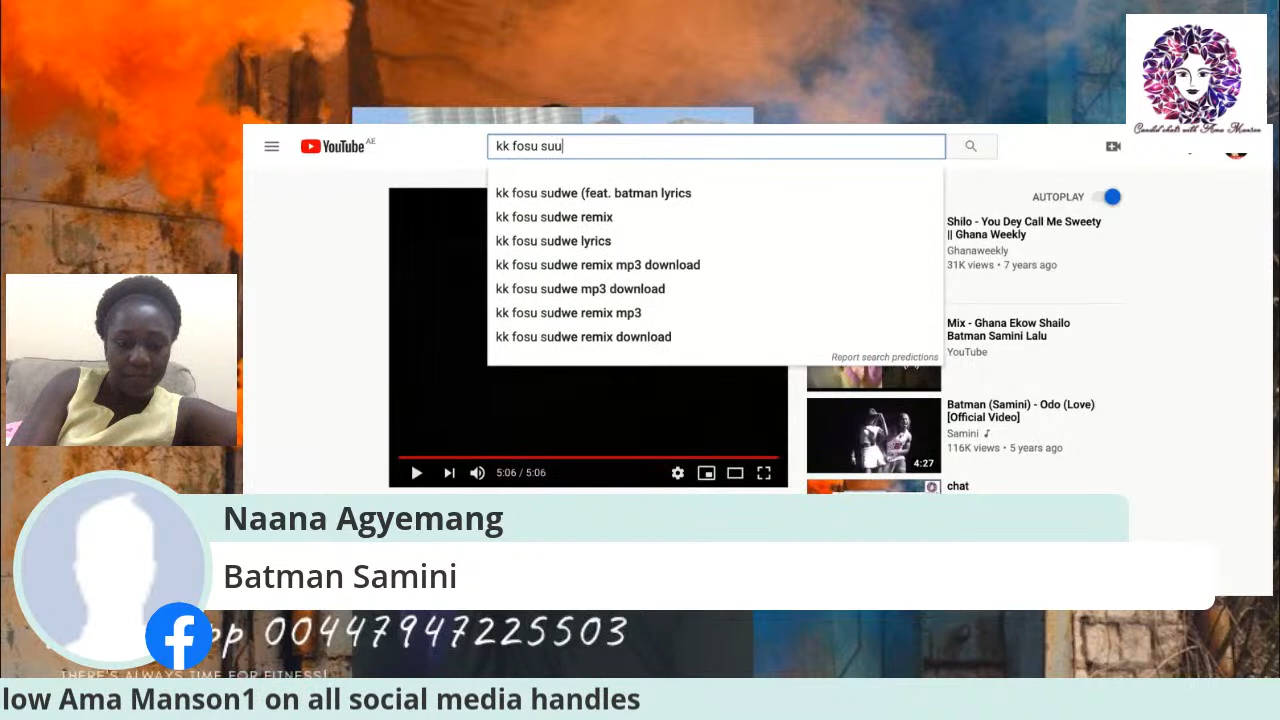 Candid chats with Ama Manson
YouTube AE
kk fosu suu
kk fosu sudwe (feat. batman lyrics
kk fosu sudwe remix
kk fosu sudwe lyrics
kk fosu sudwe remix mp3 download
kk fosu sudwe mp3 download
kk fosu sudwe remix mp3
kk fosu sudwe remix download
Report search predictions
AUTOPLAY
Shilo - You Dey Call Me Sweety
|| Ghana Weekly
Ghanaweekly
31K views • 7 years ago
Mix - Ghana Ekow Shailo
Batman Samini Lalu
YouTube
Batman (Samini) - Odo (Love)
[Official Video]
Samini
116K views • 5 years ago
4:27
chat
5:06 / 5:06
Naana Agyemang
Batman Samini
pp 00447947225503
THERE'S ALWAYS TIME FOR FITNESS!
low Ama Manson1 on all social media handles